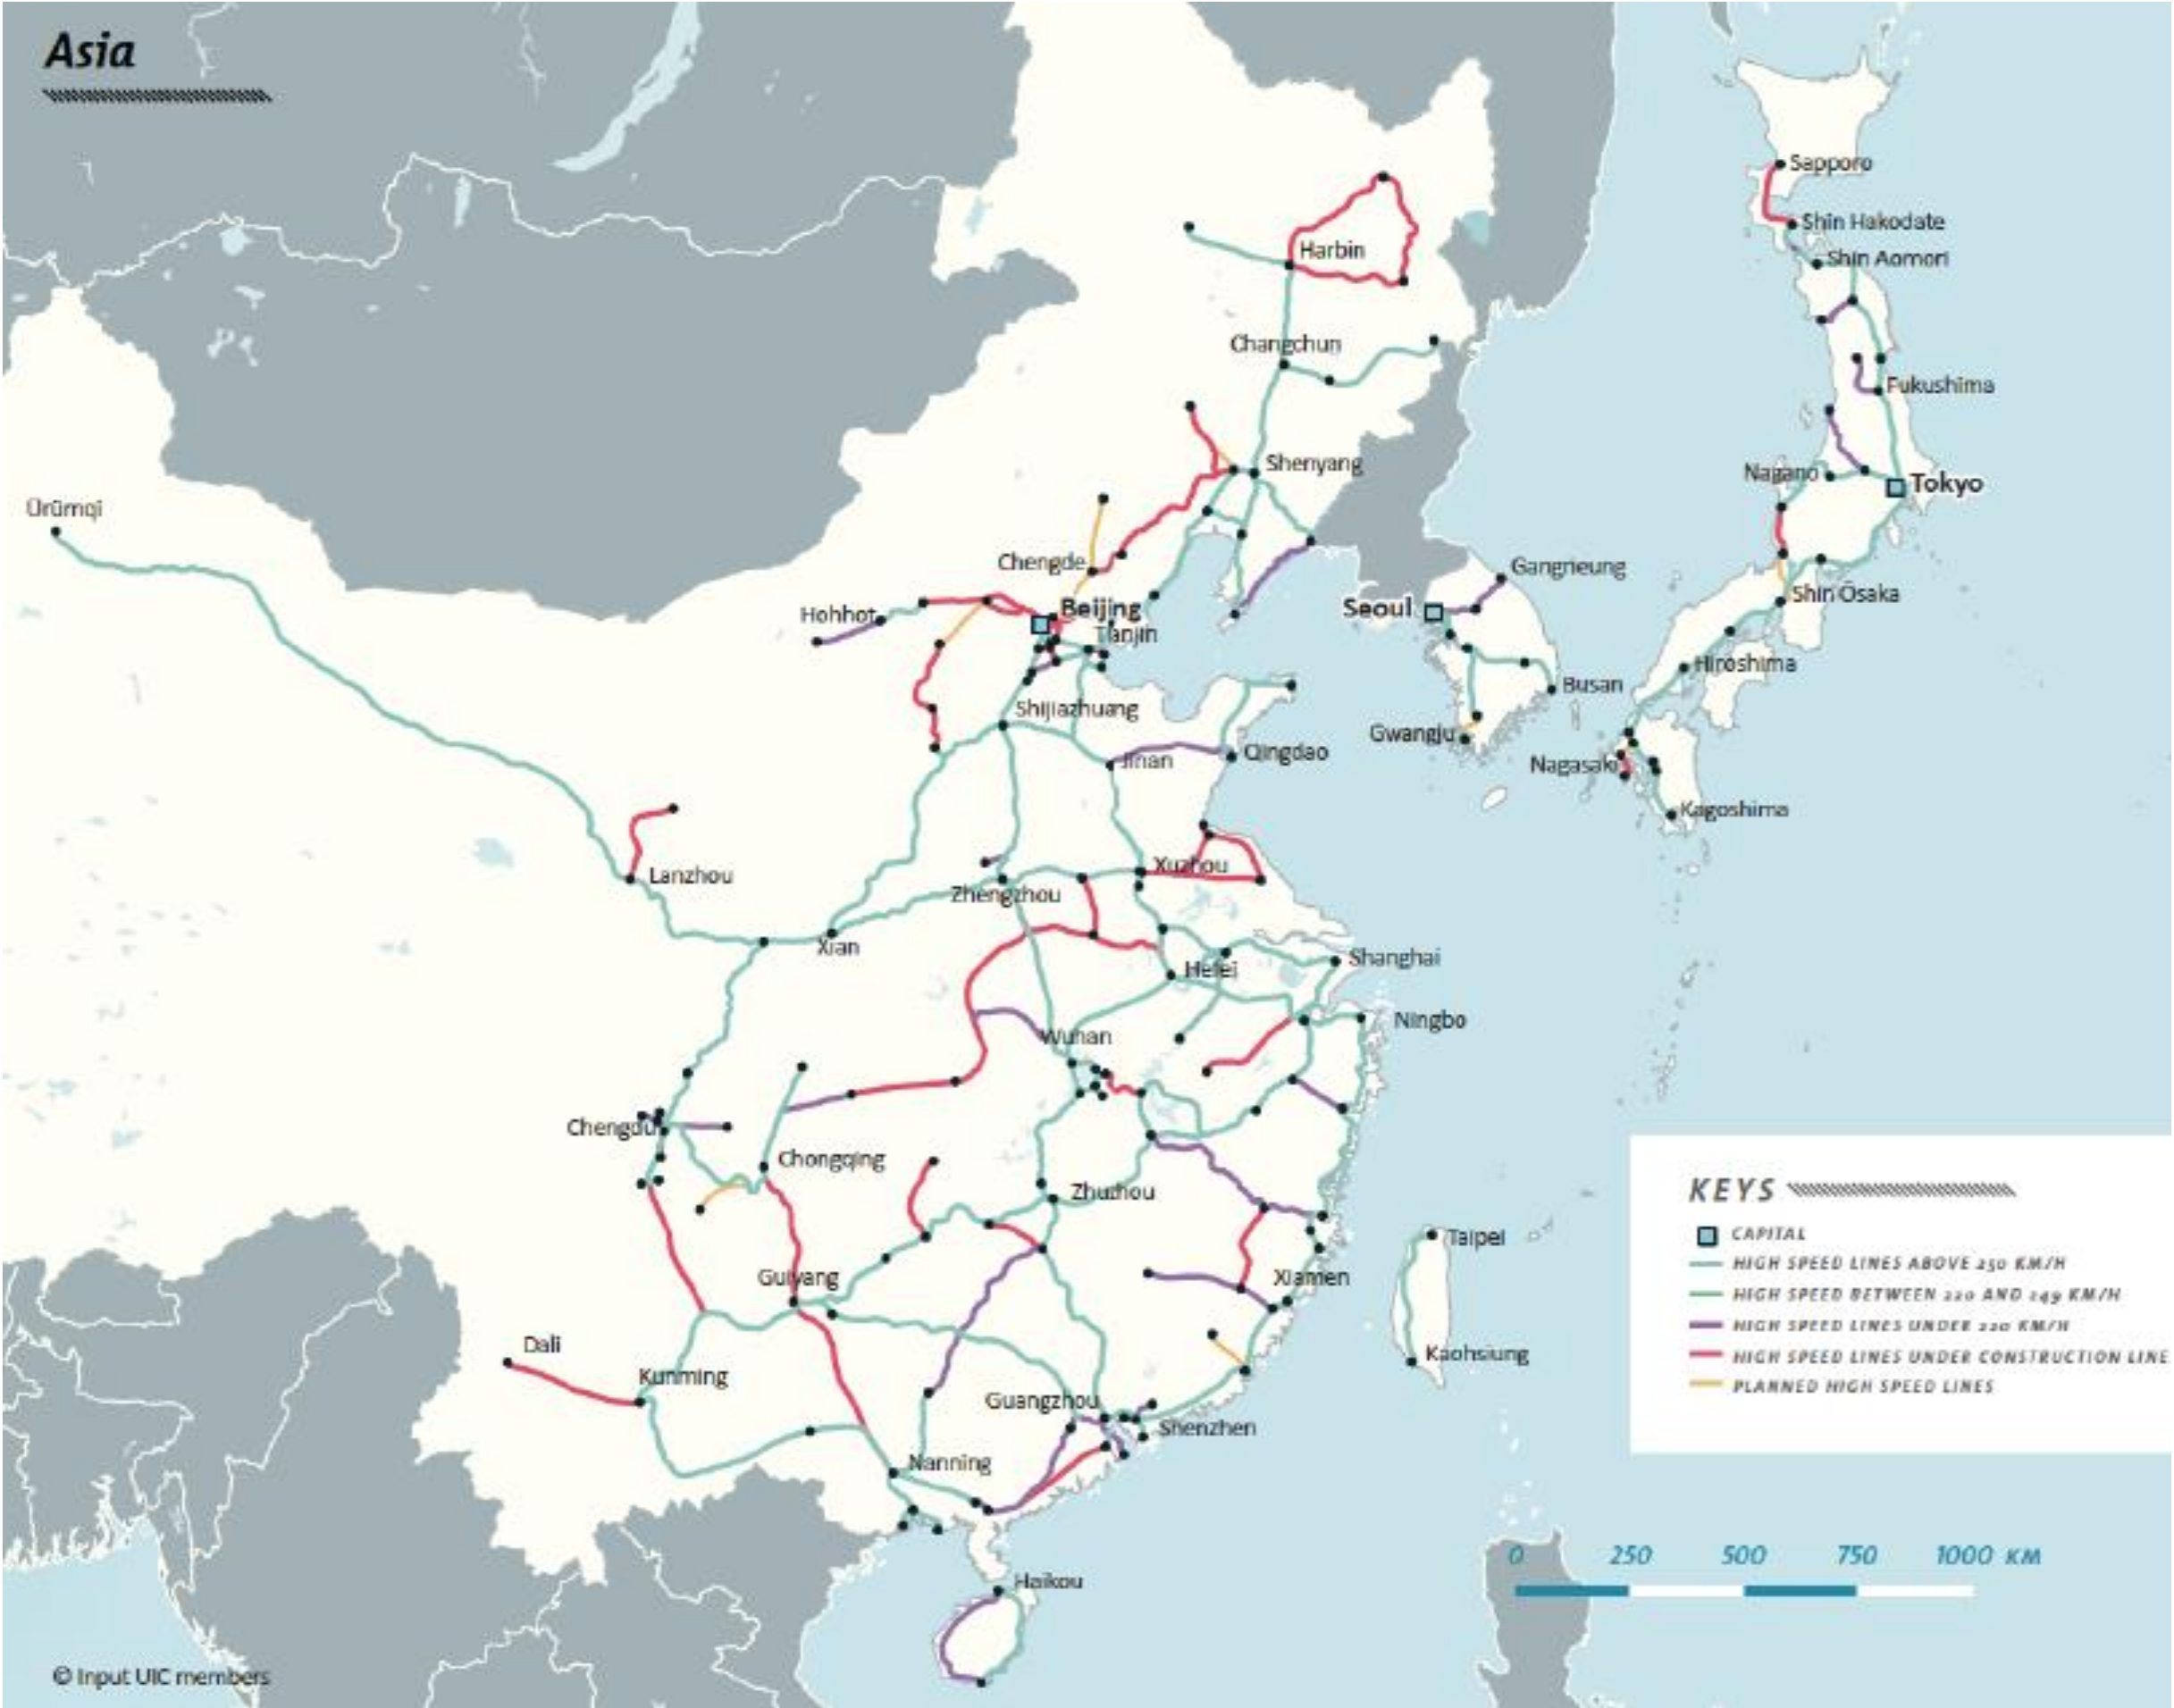 Asia
Sapporo
Shin Hakodate
Harbin
Shin Aomori
Changchun
Fukushima
Shenyang
Nagano
Tokyo
Ürümqi
Chengde
Gangneung
Shin Osaka
Hohhot
Beijing
Seoul
Tianjin
Hiroshima
Busan
Shijiazhuang
Gwangju
Qingdao
Jinan
Nagasaki
Kagoshima
Xuzhou
Lanzhou
Zhengzhou
Xian
Shanghai
Hefei
Ningbo
Wuhan
Chengdu
Chongqing
KEYS
Zhuzhou
CAPITAL
Taipei
HIGH SPEED LINES ABOVE 250 KM/H
Guiyang
Xiamen
HIGH SPEED BETWEEN 220 AND 249 KM/H
HIGH SPEED LINES UNDER 220 KM/H
Dali
Kaohsiung
HIGH SPEED LINES UNDER CONSTRUCTION LINE
Kunming
PLANNED HIGH SPEED LINES
Guangzhou
Shenzhen
Nanning
0 250 500 750 1000 KM
Haikou
© Input UIC members